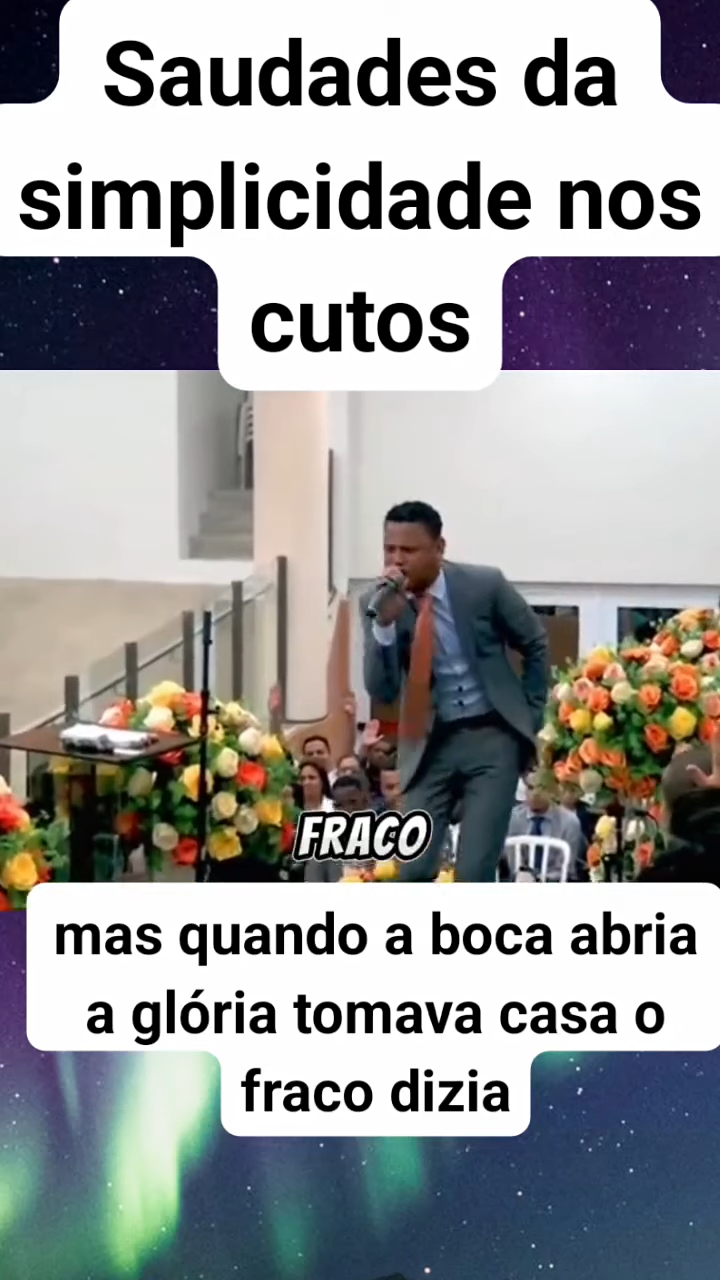 Saudades da
simplicidade nos
cutos
FRACO
mas quando a boca abria
a glória tomava casa o
fraco dizia